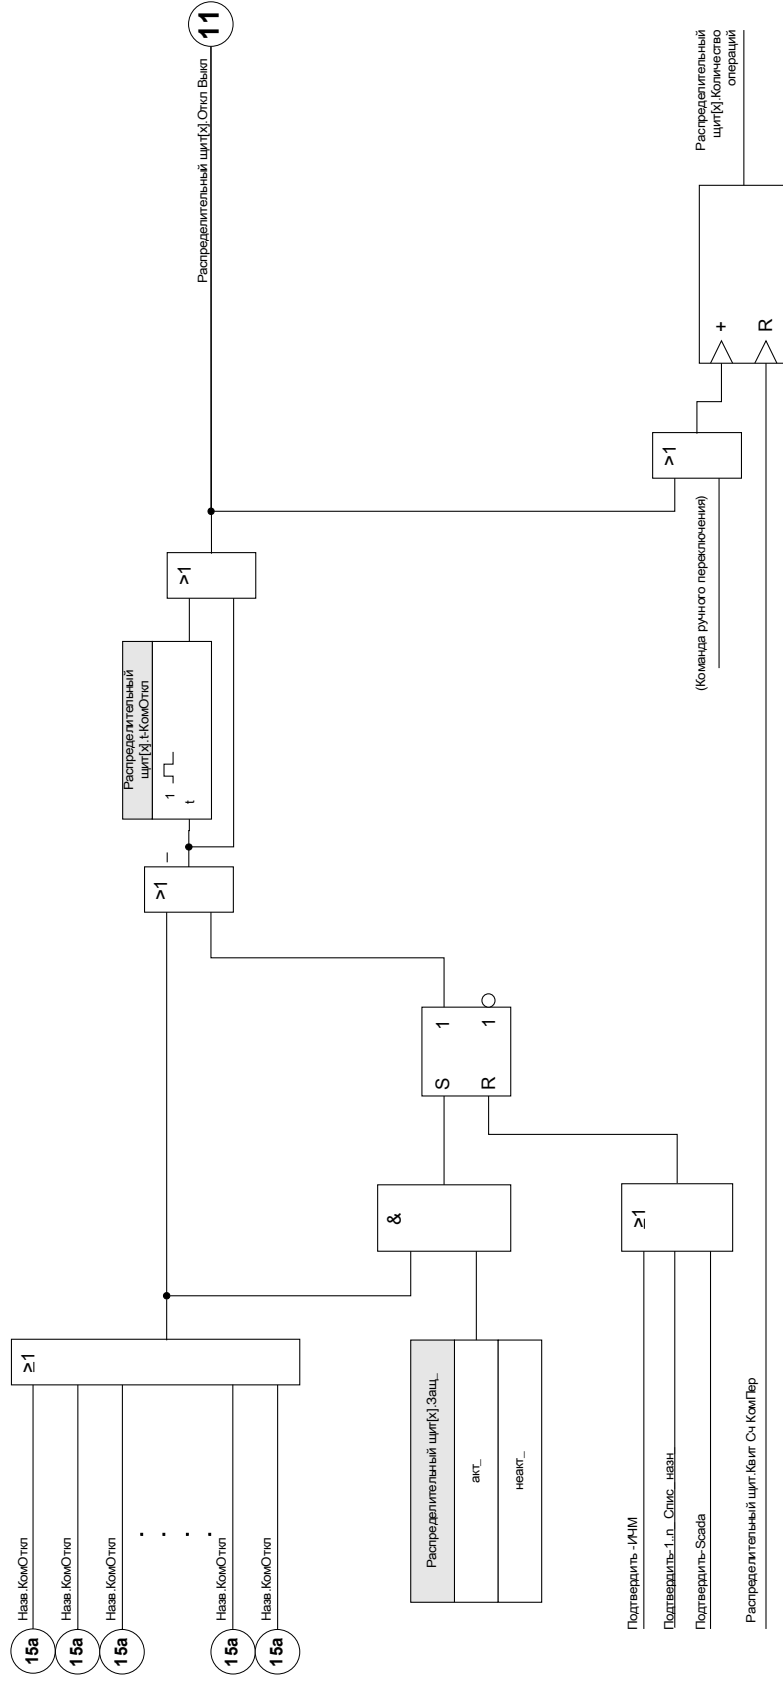 11
Распределительный щит[x].Откл Выкл
Распределительный
щит[x].Количество
операций
+
R
>1
(Команда ручного переключения)
>1
Распределительный
щит[x].t-КомОткл
1
t
>1
S
1
R
1
&
≥1
≥1
Распределительный щит[x].Защ_
акт_
неакт_
15a Назв.КомОткл
15a Назв.КомОткл
15a Назв.КомОткл
. . . .
15a Назв.КомОткл
15a Назв.КомОткл
Подтвердить -ИЧМ
Подтвердить-1..n Спис назн
Подтвердить-Scada
Распределительный щит.Квит Сч КомПер